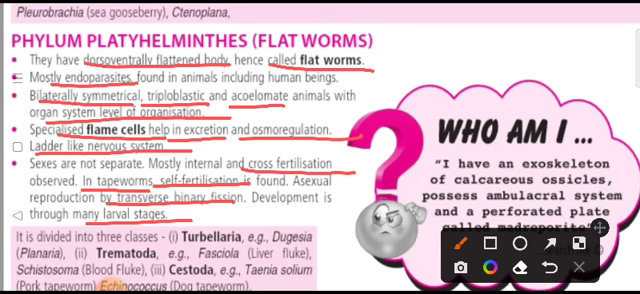 Pleurobrachia (sea gooseberry), Ctenoplana,
PHYLUM PLATYHELMINTHES (FLAT WORMS)
• They have dorsoventrally flattened body, hence called flat worms.
• Mostly endoparasites, found in animals including human beings.
• Bilaterally symmetrical, triploblastic and acoelomate animals with
organ system level of organisation.
• Specialised flame cells help in excretion and osmoregulation.
Ladder like nervous system.
• Sexes are not separate. Mostly internal and cross fertilisation
observed. In tapeworms, self-fertilisation is found. Asexual
reproduction by transverse binary fission. Development is
through many larval stages.
It is divided into three classes - (i) Turbellaria, e.g., Dugesia
(Planaria), (ii) Trematoda, e.g., Fasciola (Liver fluke),
Schistosoma (Blood Fluke), (iii) Cestoda, e.g., Taenia solium
(Pork tapeworm) Echinococcus (Dog tapeworm).
WHO AM I ...
"I have an exoskeleton
of calcareous ossicles,
possess ambulacral system
and a perforated plate
called madreporite"